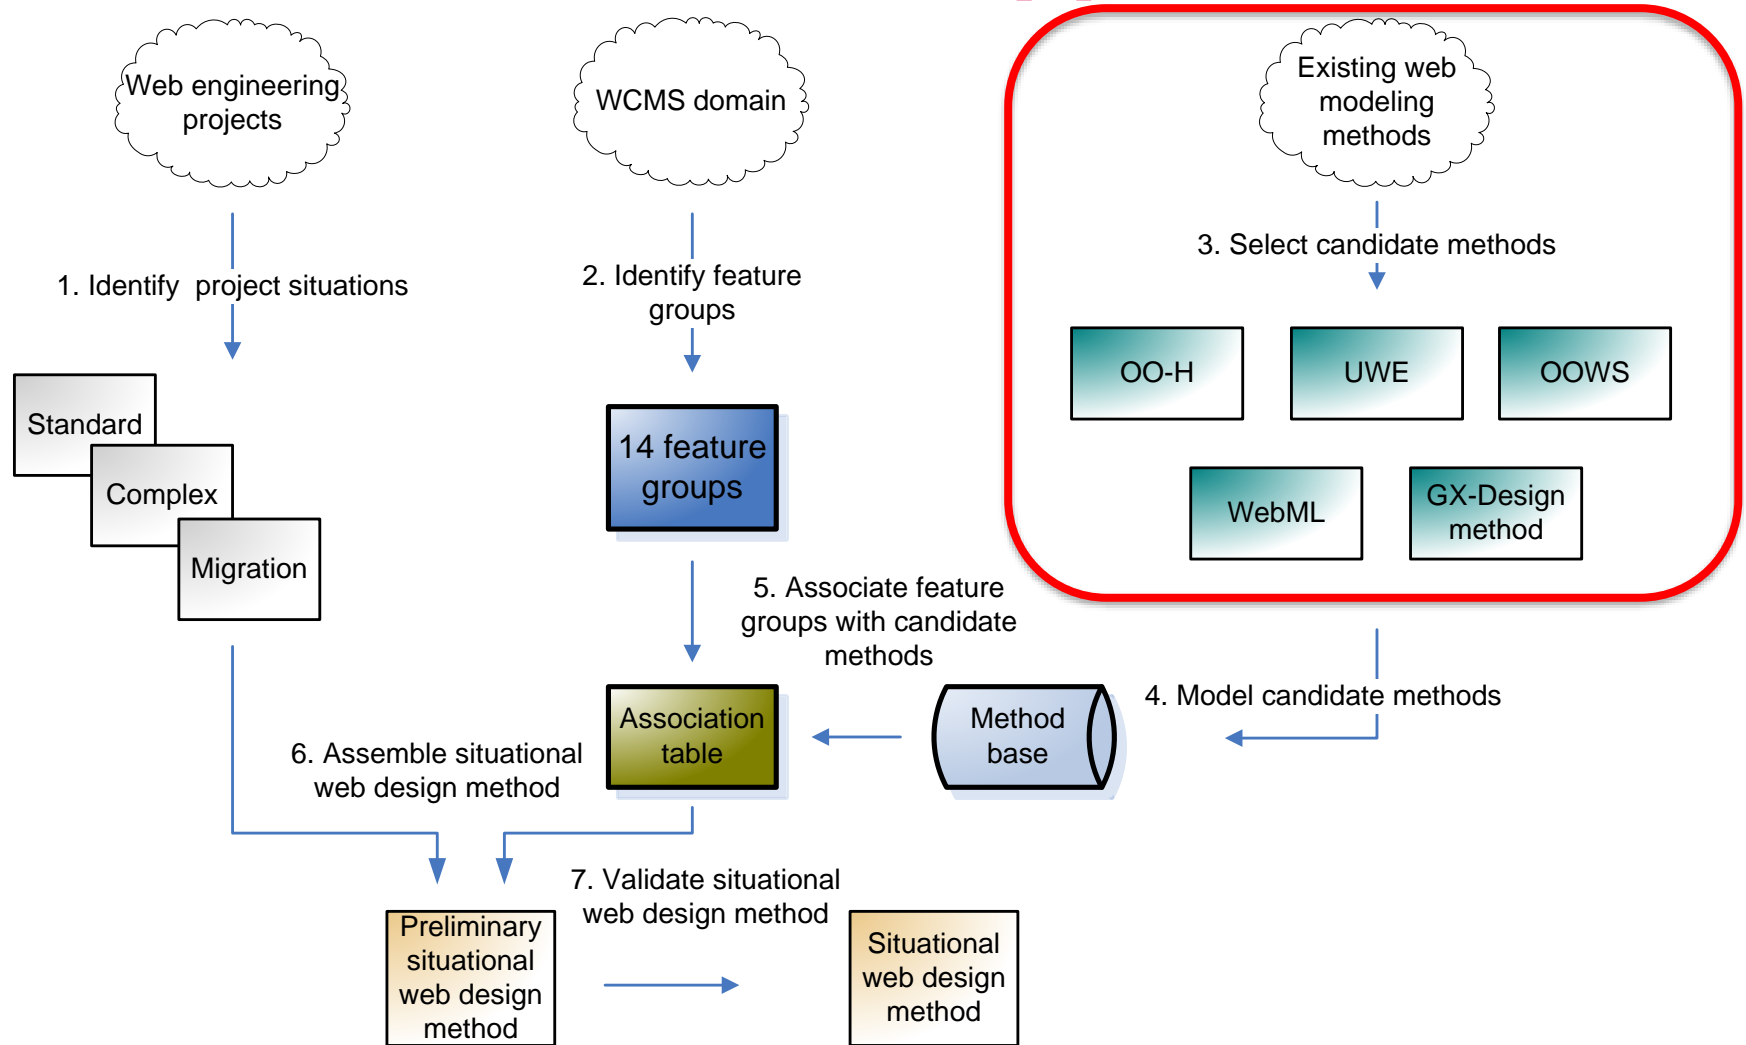 Web engineering
projects
WCMS domain
Existing web
modeling
methods
1. Identify  project situations
2. Identify feature
groups
3. Select candidate methods
Standard
Complex
Migration
14 feature
groups
OO-H
UWE
OOWS
WebML
GX-Design
method
5. Associate feature
groups with candidate
methods
4. Model candidate methods
Association
table
Method
base
6. Assemble situational
web design method
7. Validate situational
web design method
Preliminary
situational
web design
method
Situational
web design
method